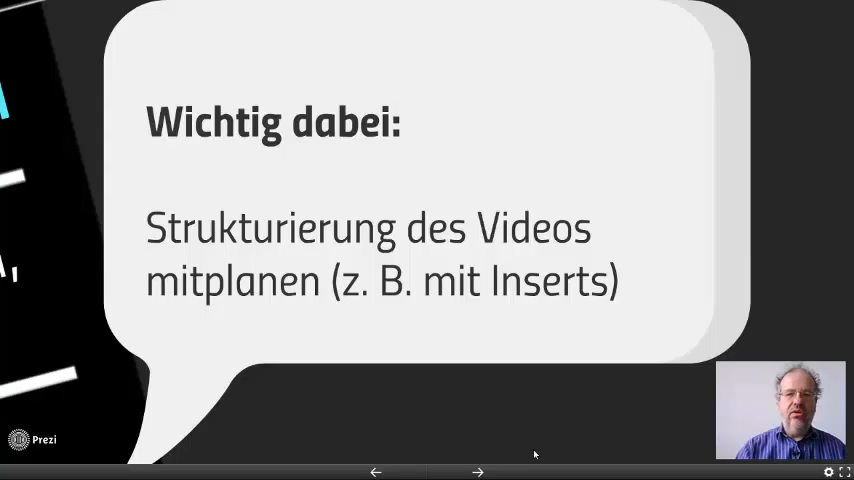 Wichtig dabei:
Strukturierung des Videos
mitplanen (z. B. mit Inserts)
Prezi